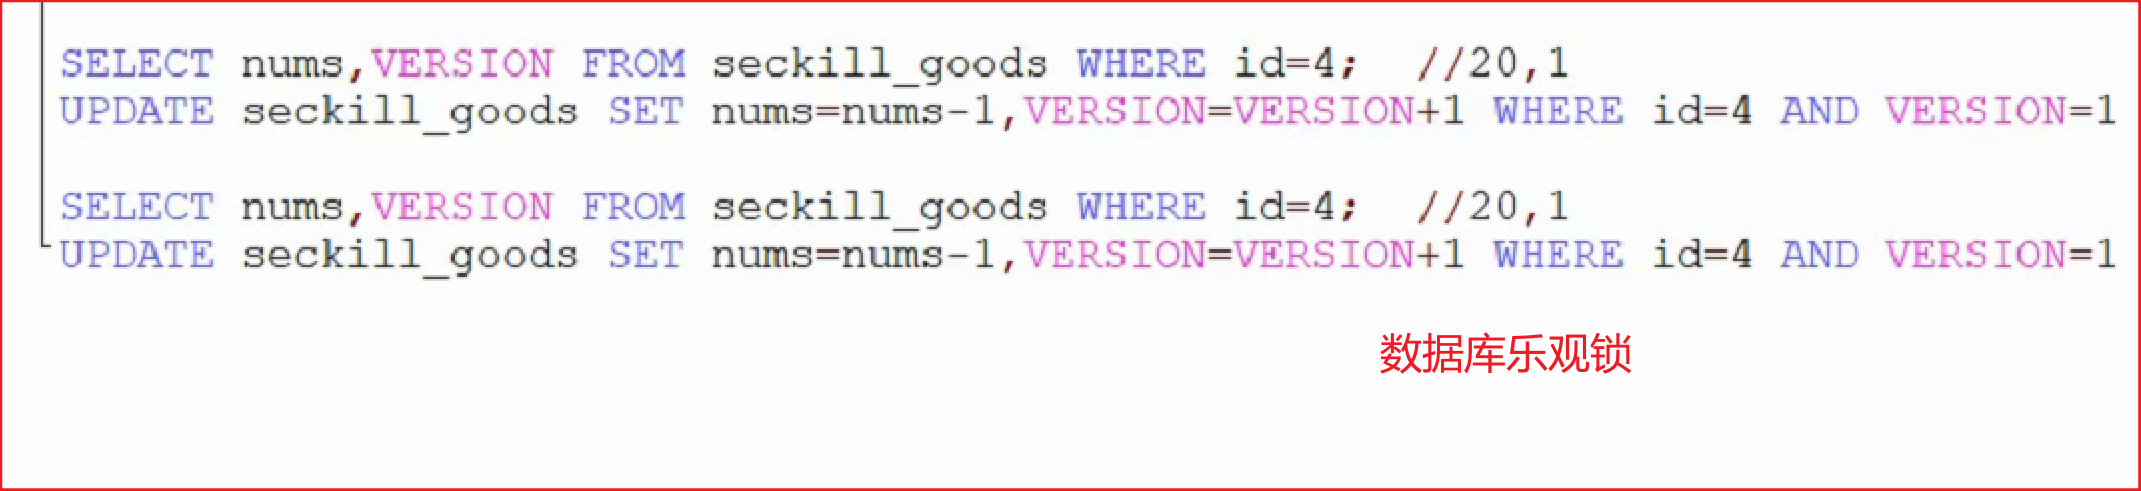 SELECT nums,VERSION FROM seckill_goods WHERE id=4;  //20,1
UPDATE seckill_goods SET nums=nums-1,VERSION=VERSION+1 WHERE id=4 AND VERSION=1
SELECT nums,VERSION FROM seckill_goods WHERE id=4;  //20,1
UPDATE seckill_goods SET nums=nums-1,VERSION=VERSION+1 WHERE id=4 AND VERSION=1
数据库乐观锁